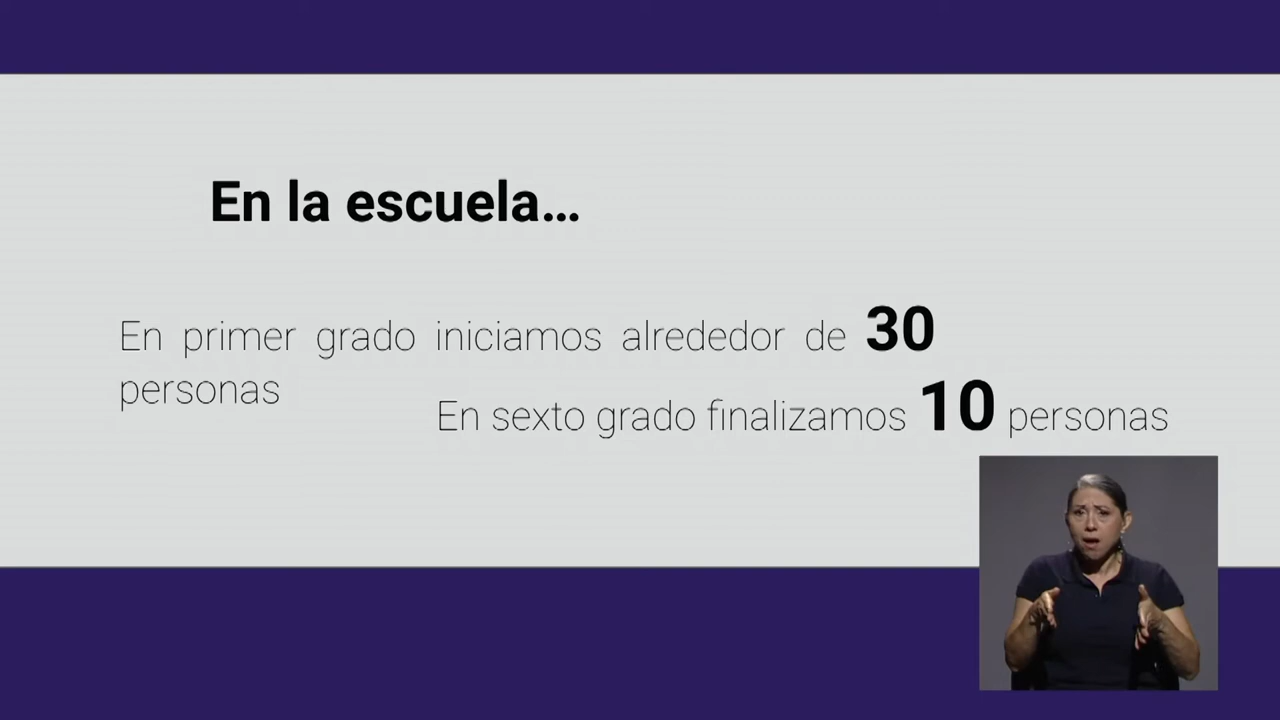 En la escuela...
En primer grado iniciamos alrededor de 30
personas
En sexto grado finalizamos 10 personas